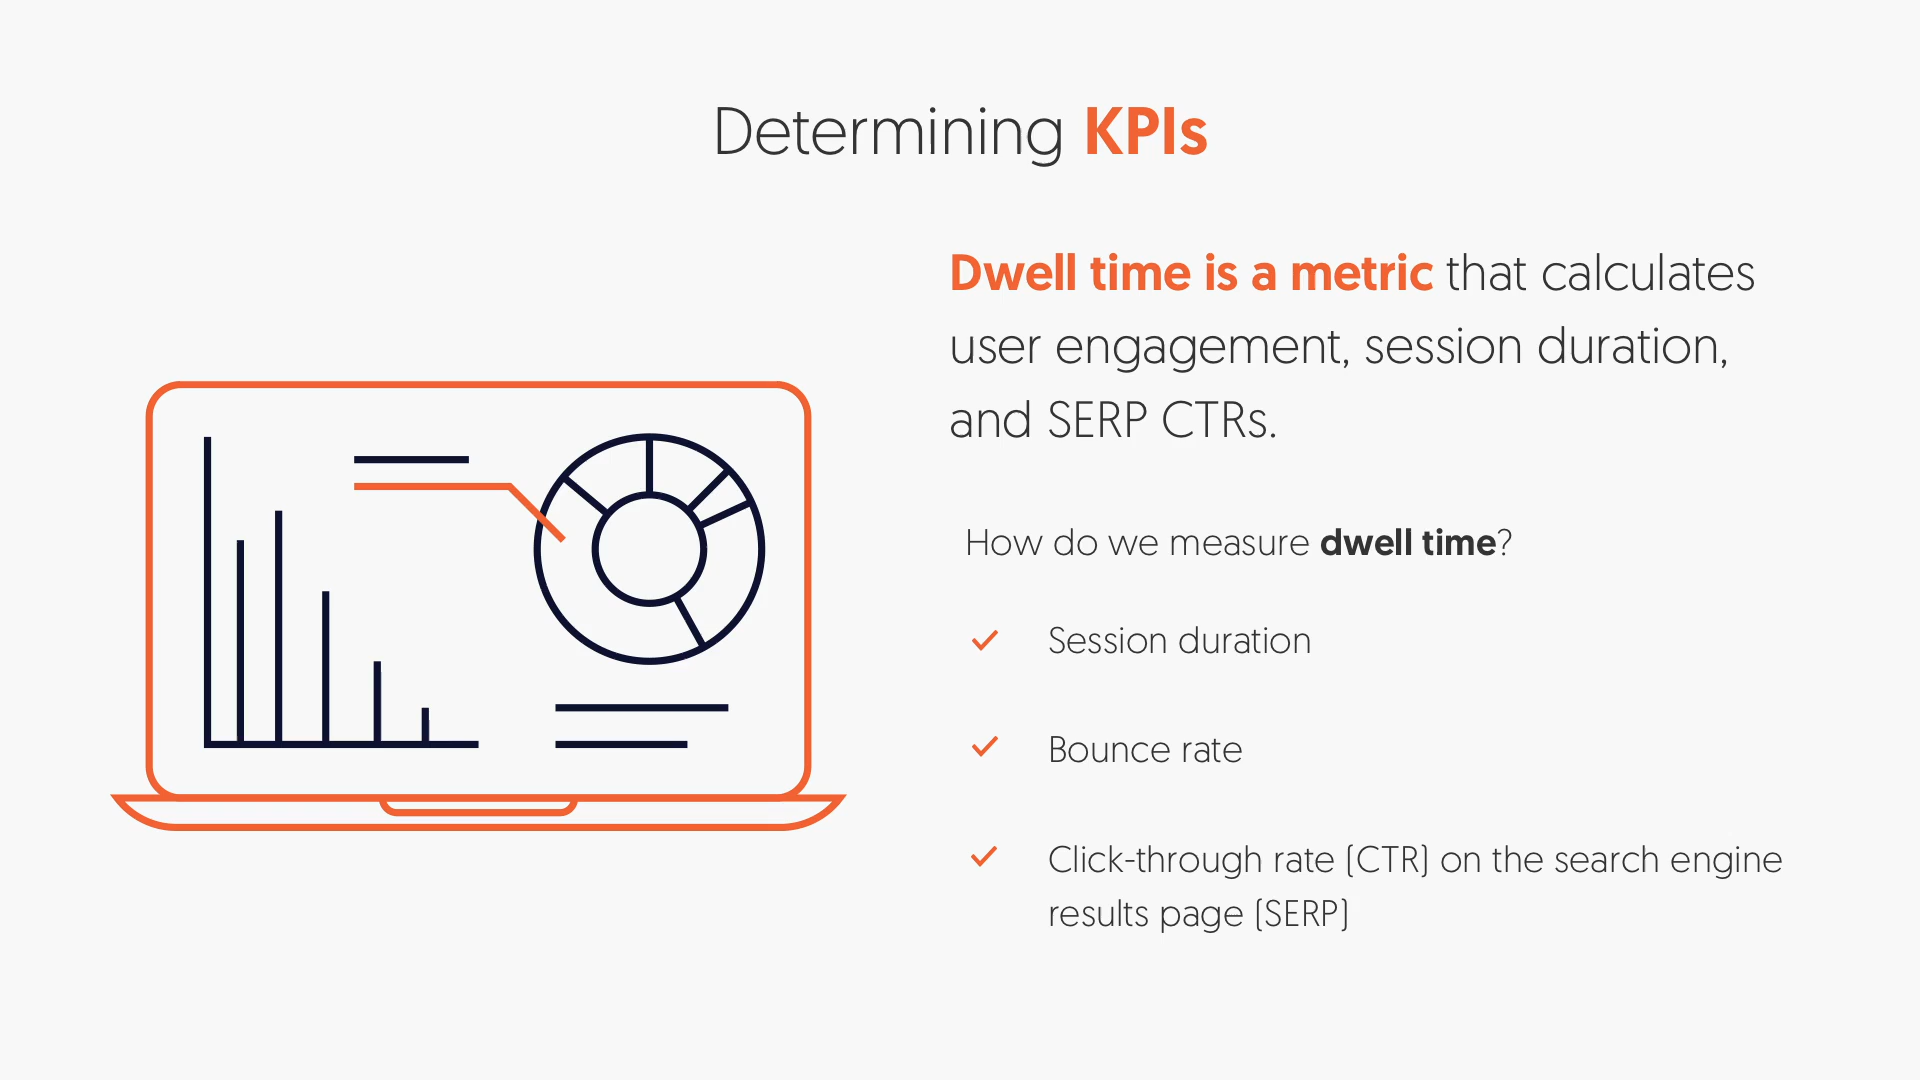 Determining KPIs
Dwell time is a metric that calculates
user engagement, session duration,
and SERP CTRs.
How do we measure dwell time?
Session duration
Bounce rate
Click-through rate (CTR) on the search engine
results page (SERP)